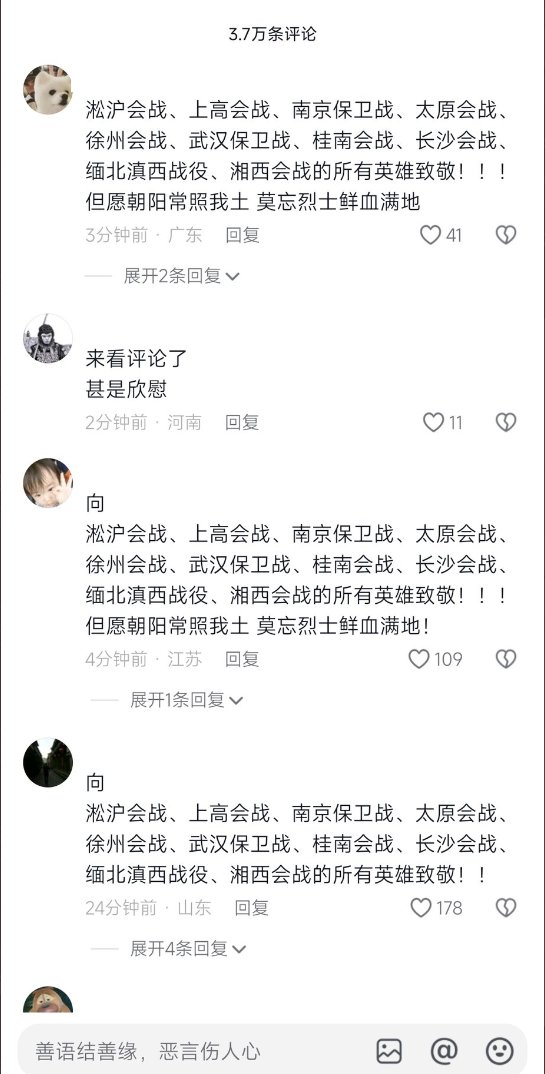 3.7万条评论
淞沪会战、上高会战、南京保卫战、太原会战、
徐州会战、武汉保卫战、桂南会战、长沙会战、
缅北滇西战役、湘西会战的所有英雄致敬！！！
但愿朝阳常照我土 莫忘烈士鲜血满地
3分钟前 · 广东 回复 41
展开2条回复
来看评论了
甚是欣慰
2分钟前 · 河南 回复 11
向
淞沪会战、上高会战、南京保卫战、太原会战、
徐州会战、武汉保卫战、桂南会战、长沙会战、
缅北滇西战役、湘西会战的所有英雄致敬！！！
但愿朝阳常照我土 莫忘烈士鲜血满地！
4分钟前 · 江苏 回复 109
展开1条回复
向
淞沪会战、上高会战、南京保卫战、太原会战、
徐州会战、武汉保卫战、桂南会战、长沙会战、
缅北滇西战役、湘西会战的所有英雄致敬！！
24分钟前 · 山东 回复 178
展开4条回复
善语结善缘，恶言伤人心